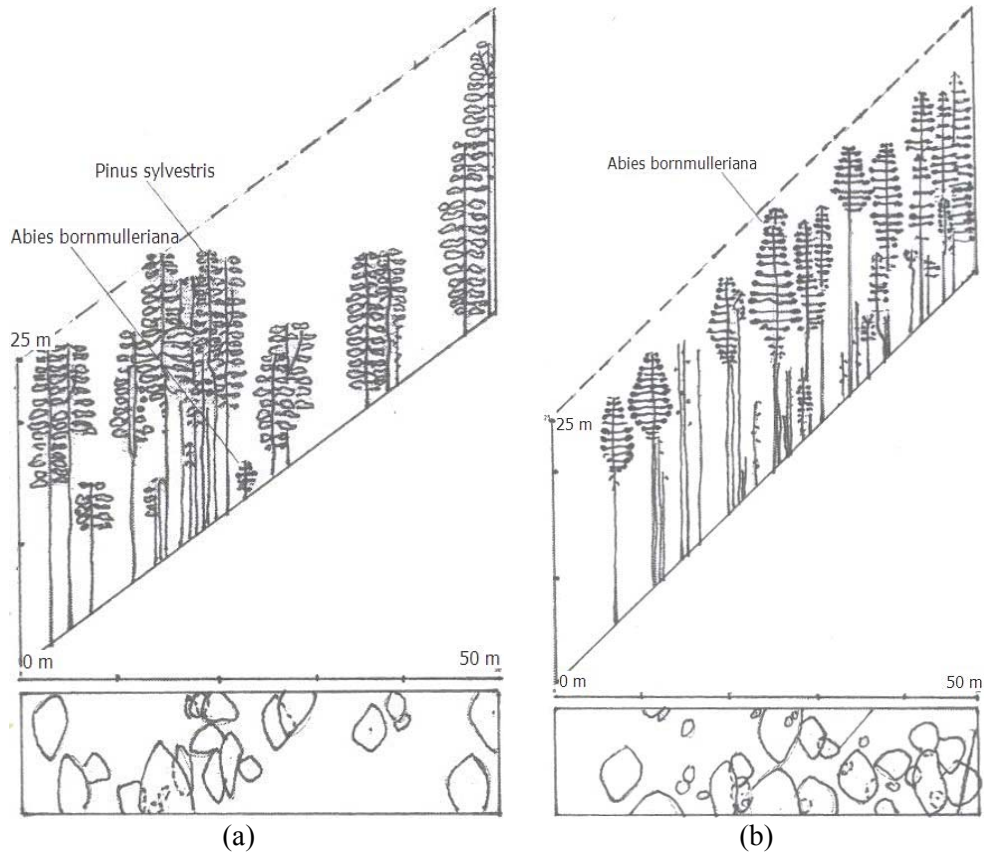 Pinus sylvestris
Abies bornmulleriana
25 m
0 m
50 m
(a)
Abies bornmulleriana
25 m
0 m
50 m
(b)